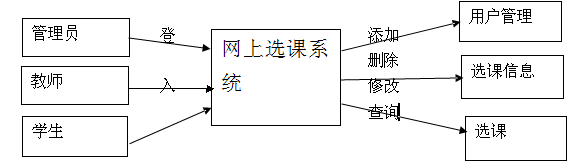 管理员
教师
学生
登
入
网上选课系
统
添加
删除
修改
查询
用户管理
选课信息
选课